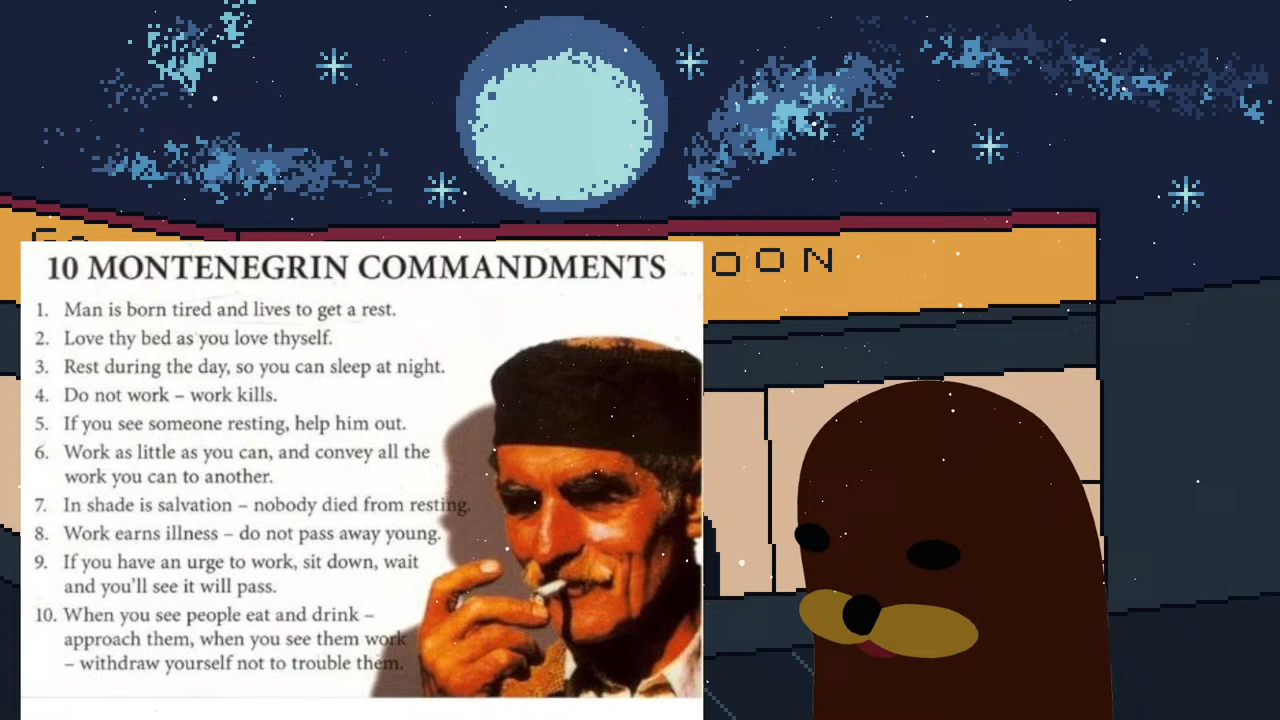 OON
10 MONTENEGRIN COMMANDMENTS
1. Man is born tired and lives to get a rest.
2. Love thy bed as you love thyself.
3. Rest during the day, so you can sleep at night.
4. Do not work – work kills.
5. If you see someone resting, help him out.
6. Work as little as you can, and convey all the
work you can to another.
7. In shade is salvation – nobody died from resting.
8. Work earns illness – do not pass away young.
9. If you have an urge to work, sit down, wait
and you'll see it will pass.
10. When you see people eat and drink –
approach them, when you see them work
– withdraw yourself not to trouble them.